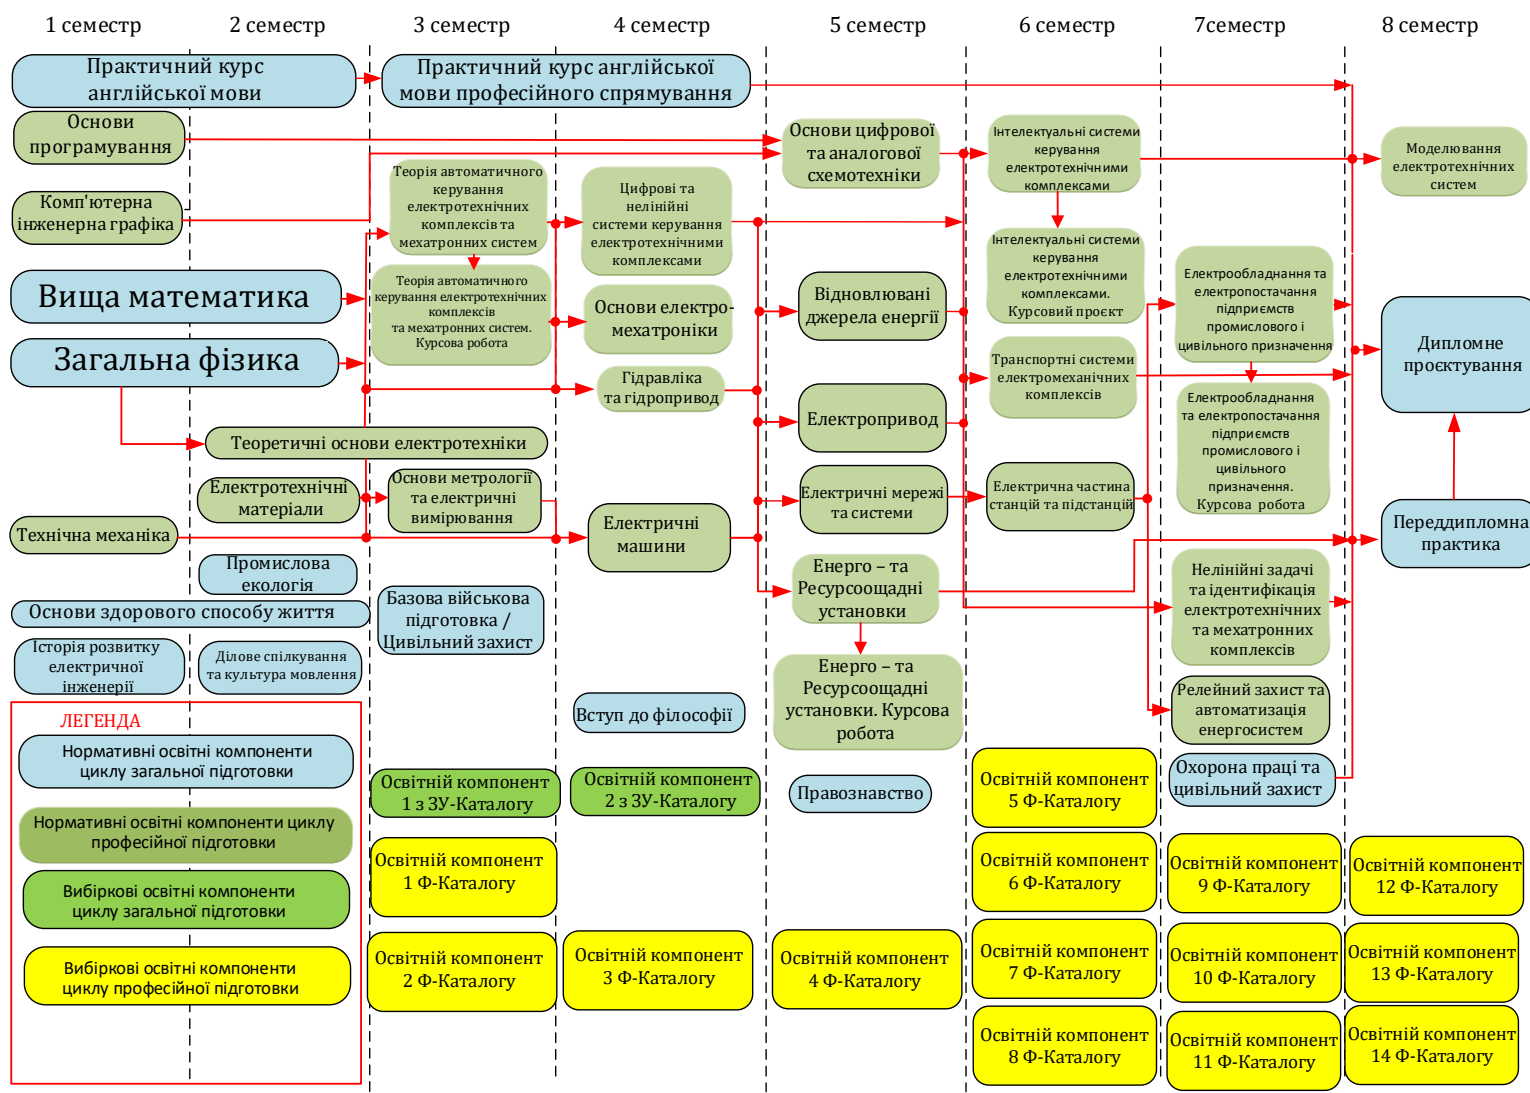 1 семестр
2 семестр
3 семестр
4 семестр
5 семестр
6 семестр
7семестр
8 семестр
Практичний курс
англійської мови
Практичний курс англійської
мови професійного спрямування
Основи
програмування
Комп'ютерна
інженерна графіка
Вища математика
Загальна фізика
Теоретичні основи електротехніки
Електротехнічні
матеріали
Технічна механіка
Промислова
екологія
Основи здорового способу життя
Історія розвитку
електричної
інженерії
Ділове спілкування
та культура мовлення
Теорія автоматичного
керування
електротехнічних
комплексів та
мехатронних систем
Теорія автоматичного
керування електротехнічних
комплексів
та мехатронних систем.
Курсова робота
Основи метрології
та електричні
вимірювання
Базова військова
підготовка /
Цивільний захист
Цифрові та
нелінійні
системи керування
електротехнічними
комплексами
Основи електро-
мехатроніки
Гідравліка
та гідропривод
Електричні
машини
Вступ до філософії
Основи цифрової
та аналогової
схемотехніки
Відновлювані
джерела енергії
Електропривод
Електричні мережі
та системи
Енерго – та
Ресурсоощадні
установки
Енерго – та
Ресурсоощадні
установки. Курсова
робота
Правознавство
Інтелектуальні системи
керування
електротехнічними
комплексами
Інтелектуальні системи
керування
електротехнічними
комплексами.
Курсовий проєкт
Транспортні системи
електромеханічних
комплексів
Електрична частина
станцій та підстанцій
Електрообладнання та
електропостачання
підприємств
промислового і
цивільного призначення
Електрообладнання
та електропостачання
підприємств
промислового і
цивільного
призначення.
Курсова робота
Нелінійні задачі
та ідентифікація
електротехнічних
та мехатронних
комплексів
Релейний захист та
автоматизація
енергосистем
Охорона праці та
цивільний захист
Моделювання
електротехнічних
систем
Дипломне
проєктування
Переддипломна
практика
ЛЕГЕНДА
Нормативні освітні компоненти
циклу загальної підготовки
Нормативні освітні компоненти циклу
професійної підготовки
Вибіркові освітні компоненти
циклу загальної підготовки
Вибіркові освітні компоненти
циклу професійної підготовки
Освітній компонент
1 з ЗУ-Каталогу
Освітній компонент
2 з ЗУ-Каталогу
Освітній компонент
1 Ф-Каталогу
Освітній компонент
2 Ф-Каталогу
Освітній компонент
3 Ф-Каталогу
Освітній компонент
4 Ф-Каталогу
Освітній компонент
5 Ф-Каталогу
Освітній компонент
6 Ф-Каталогу
Освітній компонент
7 Ф-Каталогу
Освітній компонент
8 Ф-Каталогу
Освітній компонент
9 Ф-Каталогу
Освітній компонент
10 Ф-Каталогу
Освітній компонент
11 Ф-Каталогу
Освітній компонент
12 Ф-Каталогу
Освітній компонент
13 Ф-Каталогу
Освітній компонент
14 Ф-Каталогу